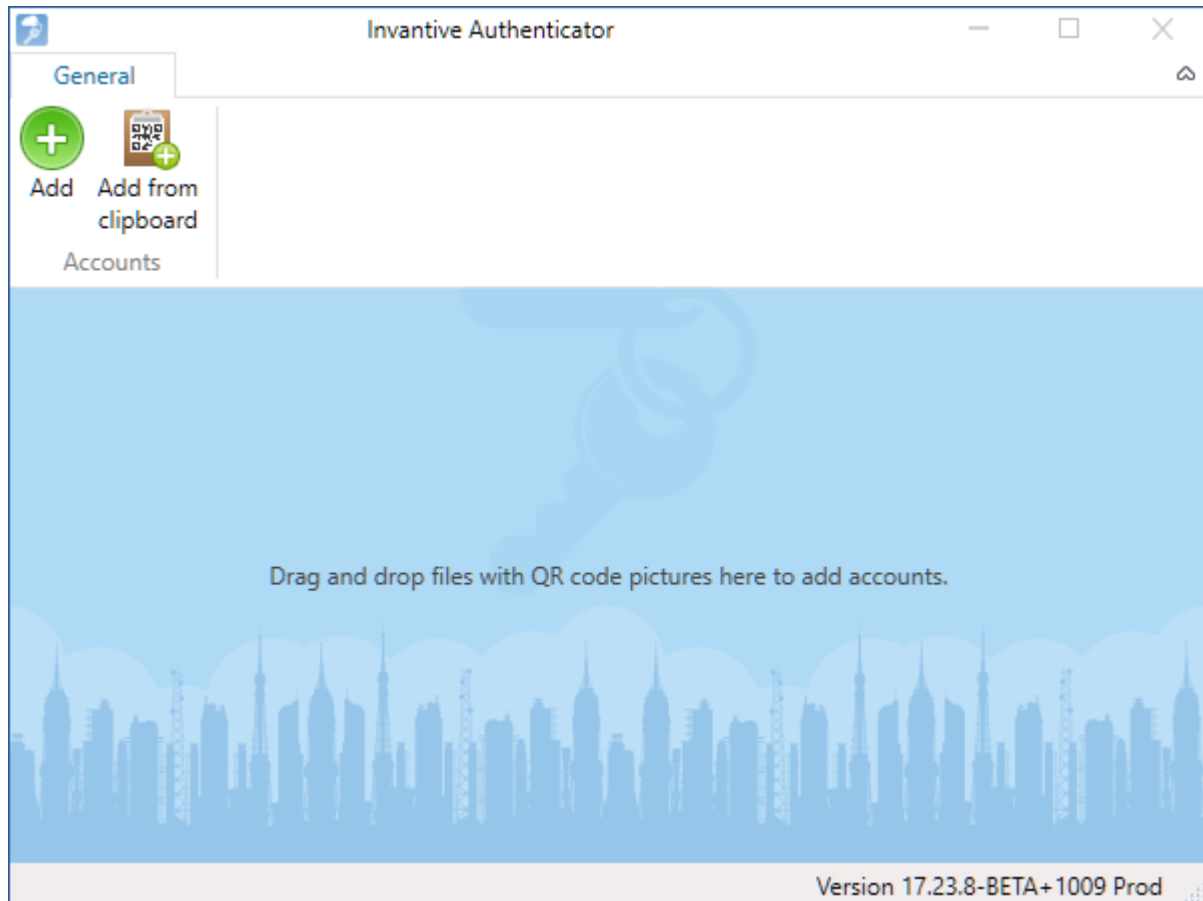 Invantive Authenticator
General
Add
Add from
clipboard
Accounts
Drag and drop files with QR code pictures here to add accounts.
Version 17.23.8-BETA+1009 Prod